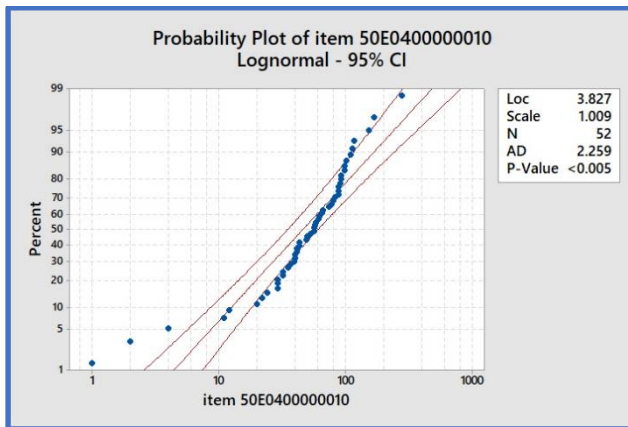 Probability Plot of item 50E0400000010
Lognormal - 95% CI
Loc 3.827
Scale 1.009
N 52
AD 2.259
P-Value <0.005
Percent
99
95
90
80
70
60
50
40
30
20
10
5
1
1 10 100 1000
item 50E0400000010